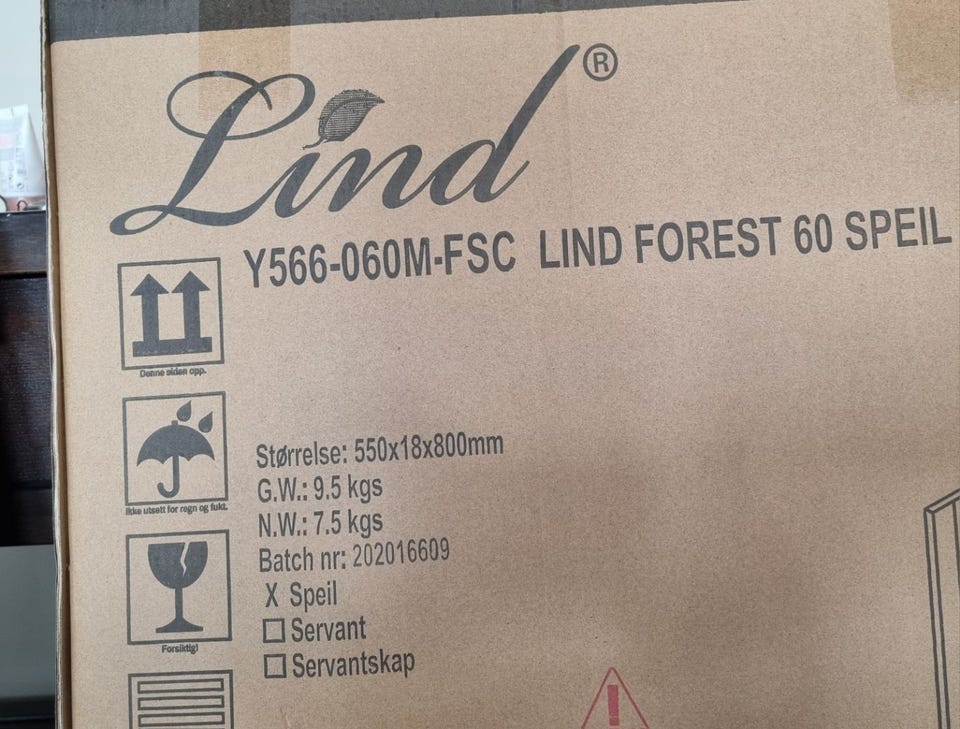 Lind®
Y566-060M-FSC LIND FOREST 60 SPEIL
Denne siden opp.
Størrelse: 550x18x800mm
G.W.: 9.5 kgs
Ikke utsett for regn og fukt.
N.W.: 7.5 kgs
Batch nr: 202016609
X Speil
Servant
Forsiktig!
Servantskap